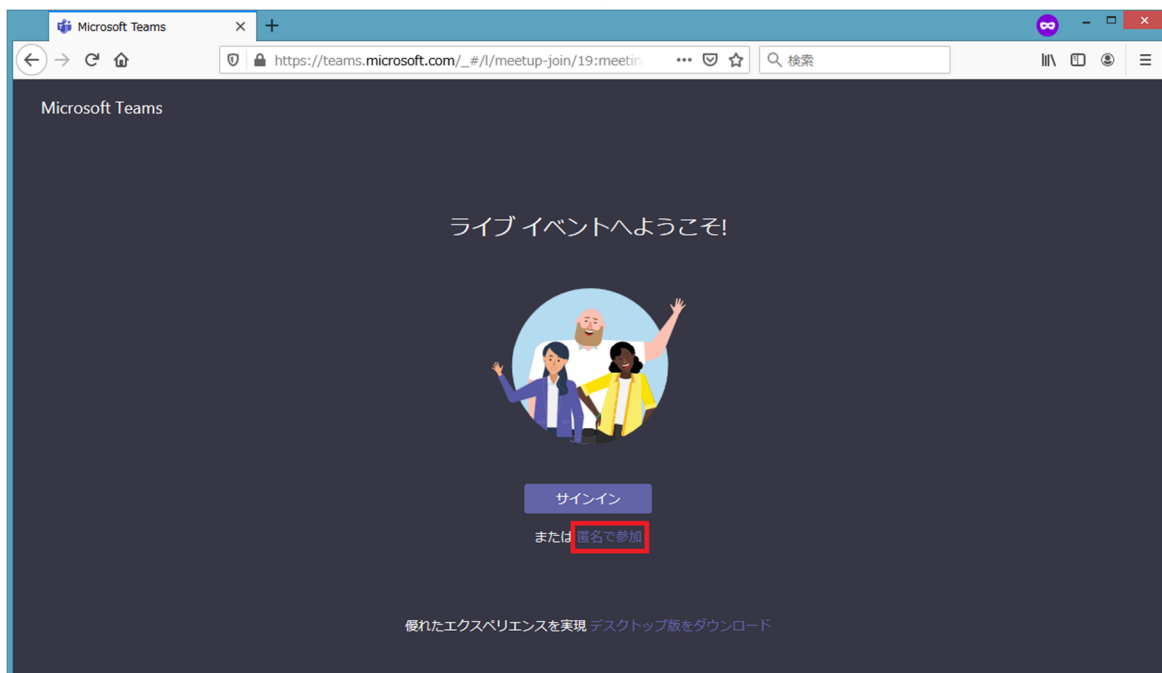 Microsoft Teams
https://teams.microsoft.com/_#/l/meetup-join/19:meetin
検索
Microsoft Teams
ライブ イベントへようこそ!
サインイン
または 匿名で参加
優れたエクスペリエンスを実現 デスクトップ版をダウンロード